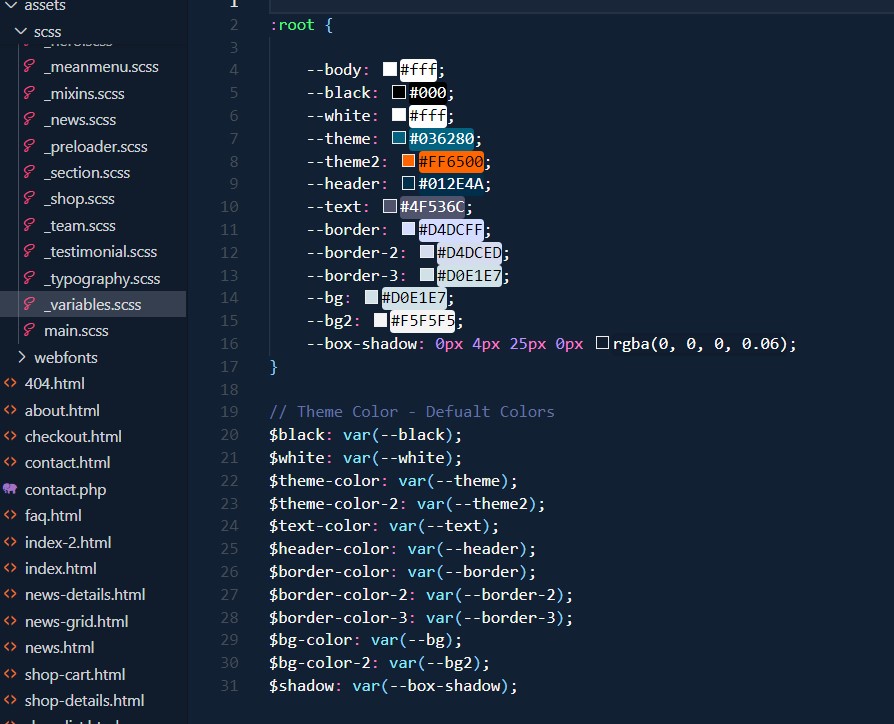 assets
scss
_meanmenu.scss
_mixins.scss
_news.scss
_preloader.scss
_section.scss
_shop.scss
_team.scss
_testimonial.scss
_typography.scss
_variables.scss
main.scss
webfonts
404.html
about.html
checkout.html
contact.html
contact.php
faq.html
index-2.html
index.html
news-details.html
news-grid.html
news.html
shop-cart.html
shop-details.html
1
2 :root {
3
4 --body: #fff;
5 --black: #000;
6 --white: #fff;
7 --theme: #036280;
8 --theme2: #FF6500;
9 --header: #012E4A;
10 --text: #4F536C;
11 --border: #D4DCFF;
12 --border-2: #D4DCED;
13 --border-3: #D0E1E7;
14 --bg: #D0E1E7;
15 --bg2: #F5F5F5;
16 --box-shadow: 0px 4px 25px 0px rgba(0, 0, 0, 0.06);
17 }
18
19 // Theme Color - Defualt Colors
20 $black: var(--black);
21 $white: var(--white);
22 $theme-color: var(--theme);
23 $theme-color-2: var(--theme2);
24 $text-color: var(--text);
25 $header-color: var(--header);
26 $border-color: var(--border);
27 $border-color-2: var(--border-2);
28 $border-color-3: var(--border-3);
29 $bg-color: var(--bg);
30 $bg-color-2: var(--bg2);
31 $shadow: var(--box-shadow);